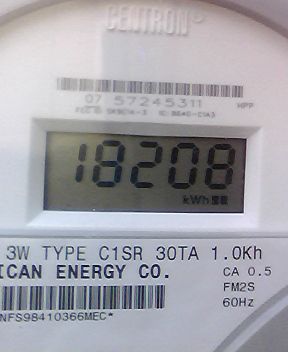 CENTRON®
07 57245311 HPP
18208
kWh
3W TYPE C1SR 30TA 1.0Kh
ICAN ENERGY CO. CA 0.5
FM2S
60Hz
NFS98410366MEC*